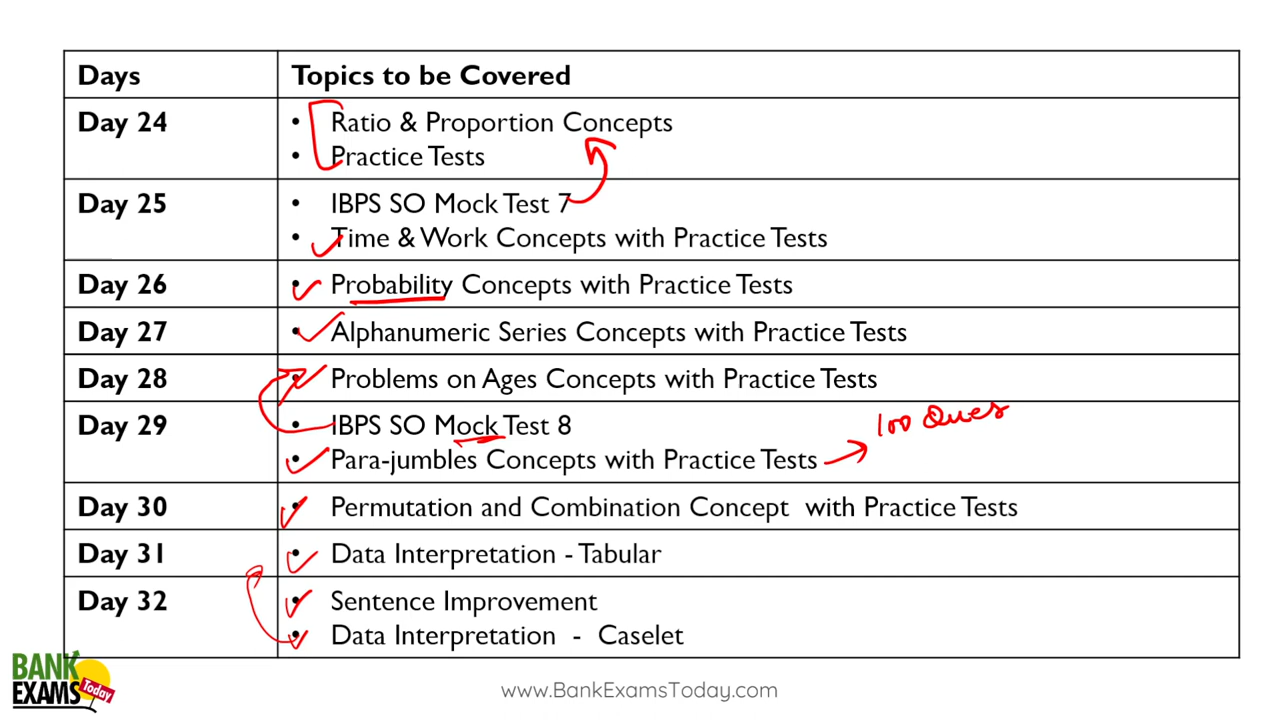 Days Topics to be Covered
Day 24 • Ratio & Proportion Concepts
• Practice Tests
Day 25 • IBPS SO Mock Test 7
• Time & Work Concepts with Practice Tests
Day 26 • Probability Concepts with Practice Tests
Day 27 • Alphanumeric Series Concepts with Practice Tests
Day 28 • Problems on Ages Concepts with Practice Tests
Day 29 • IBPS SO Mock Test 8
100 Ques
• Para-jumbles Concepts with Practice Tests
Day 30 • Permutation and Combination Concept with Practice Tests
Day 31 • Data Interpretation - Tabular
Day 32 • Sentence Improvement
• Data Interpretation - Caselet
BANK
EXAMS Today
www.BankExamsToday.com